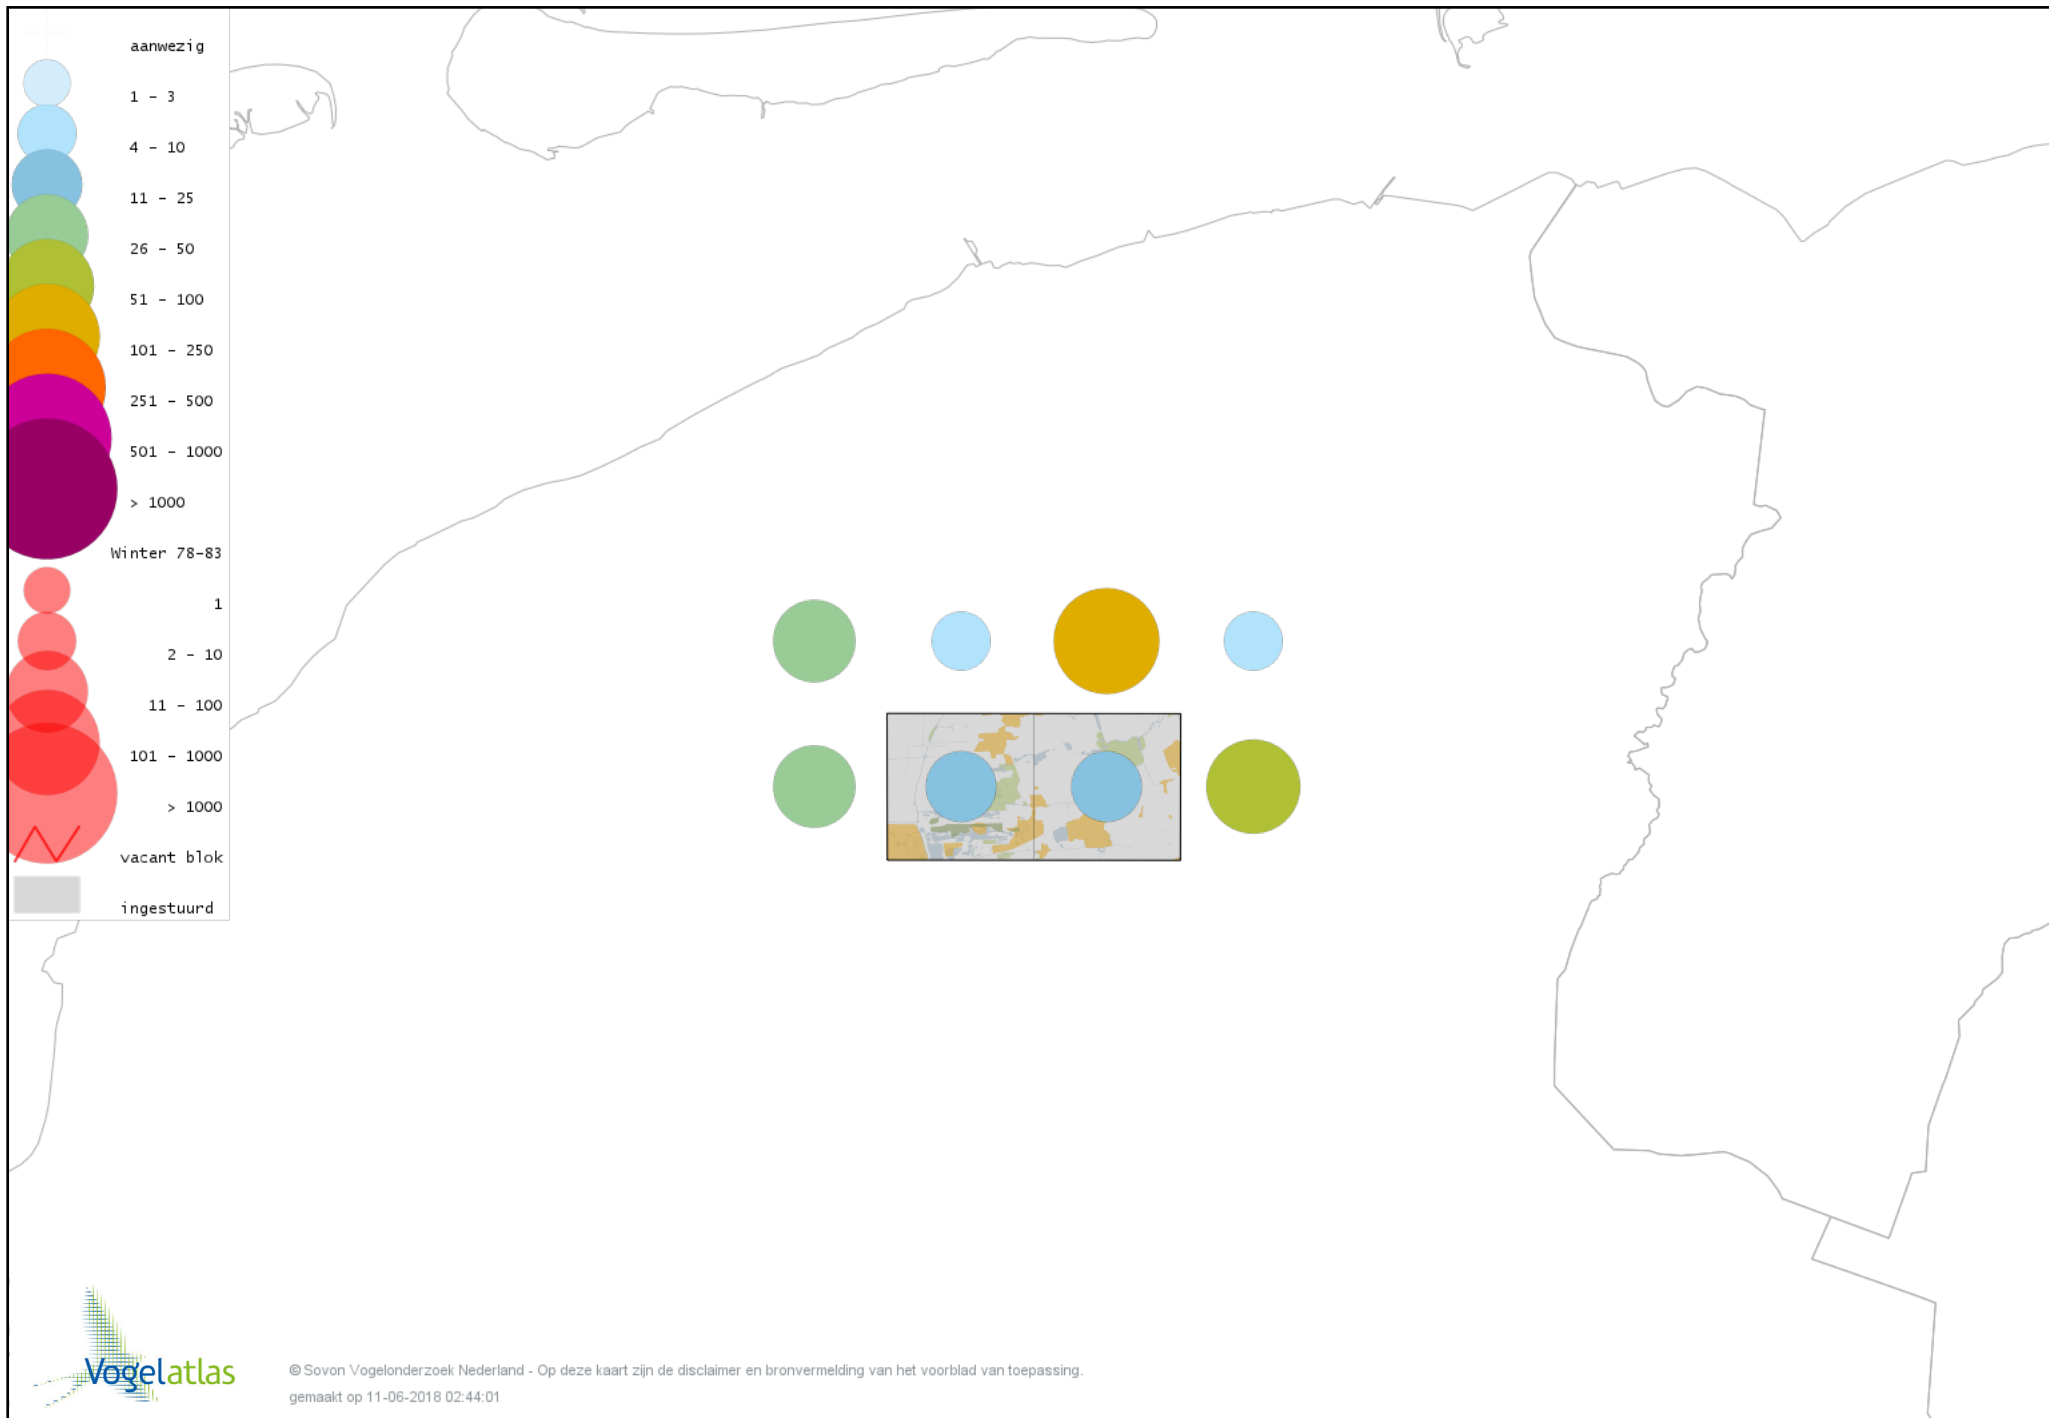 aanwezig
1 - 3
4 - 10
11 - 25
26 - 50
51 - 100
101 - 250
251 - 500
501 - 1000
> 1000
Winter 78-83
1
2 - 10
11 - 100
101 - 1000
> 1000
vacant blok
ingestuurd
Vogelatlas
© Sovon Vogelonderzoek Nederland - Op deze kaart zijn de disclaimer en bronvermelding van het voorblad van toepassing.
gemaakt op 11-06-2018 02:44:01